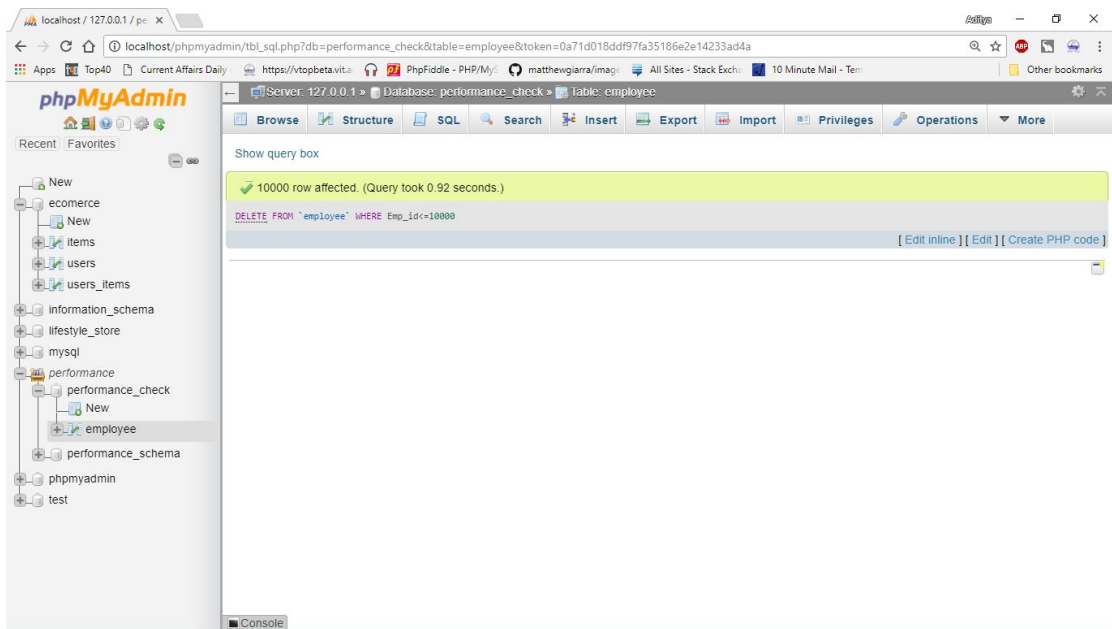 localhost / 127.0.0.1 / pe
Aditya
localhost/phpmyadmin/tbl_sql.php?db=performance_check&table=employee&token=0a71d018ddf97fa35186e2e14233ad4a
Apps Top40 Current Affairs Daily https://vtopbeta.vit.a PhpFiddle - PHP/MyS matthewgiarra/image All Sites - Stack Excha 10 Minute Mail - Tem Other bookmarks
phpMyAdmin
Recent Favorites
New
ecomerce
New
items
users
users_items
information_schema
lifestyle_store
mysql
performance
performance_check
New
employee
performance_schema
phpmyadmin
test
Server: 127.0.0.1 » Database: performance_check » Table: employee
Browse Structure SQL Search Insert Export Import Privileges Operations More
Show query box
10000 row affected. (Query took 0.92 seconds.)
DELETE FROM `employee` WHERE Emp_id<=10000
[ Edit inline ] [ Edit ] [ Create PHP code ]
Console